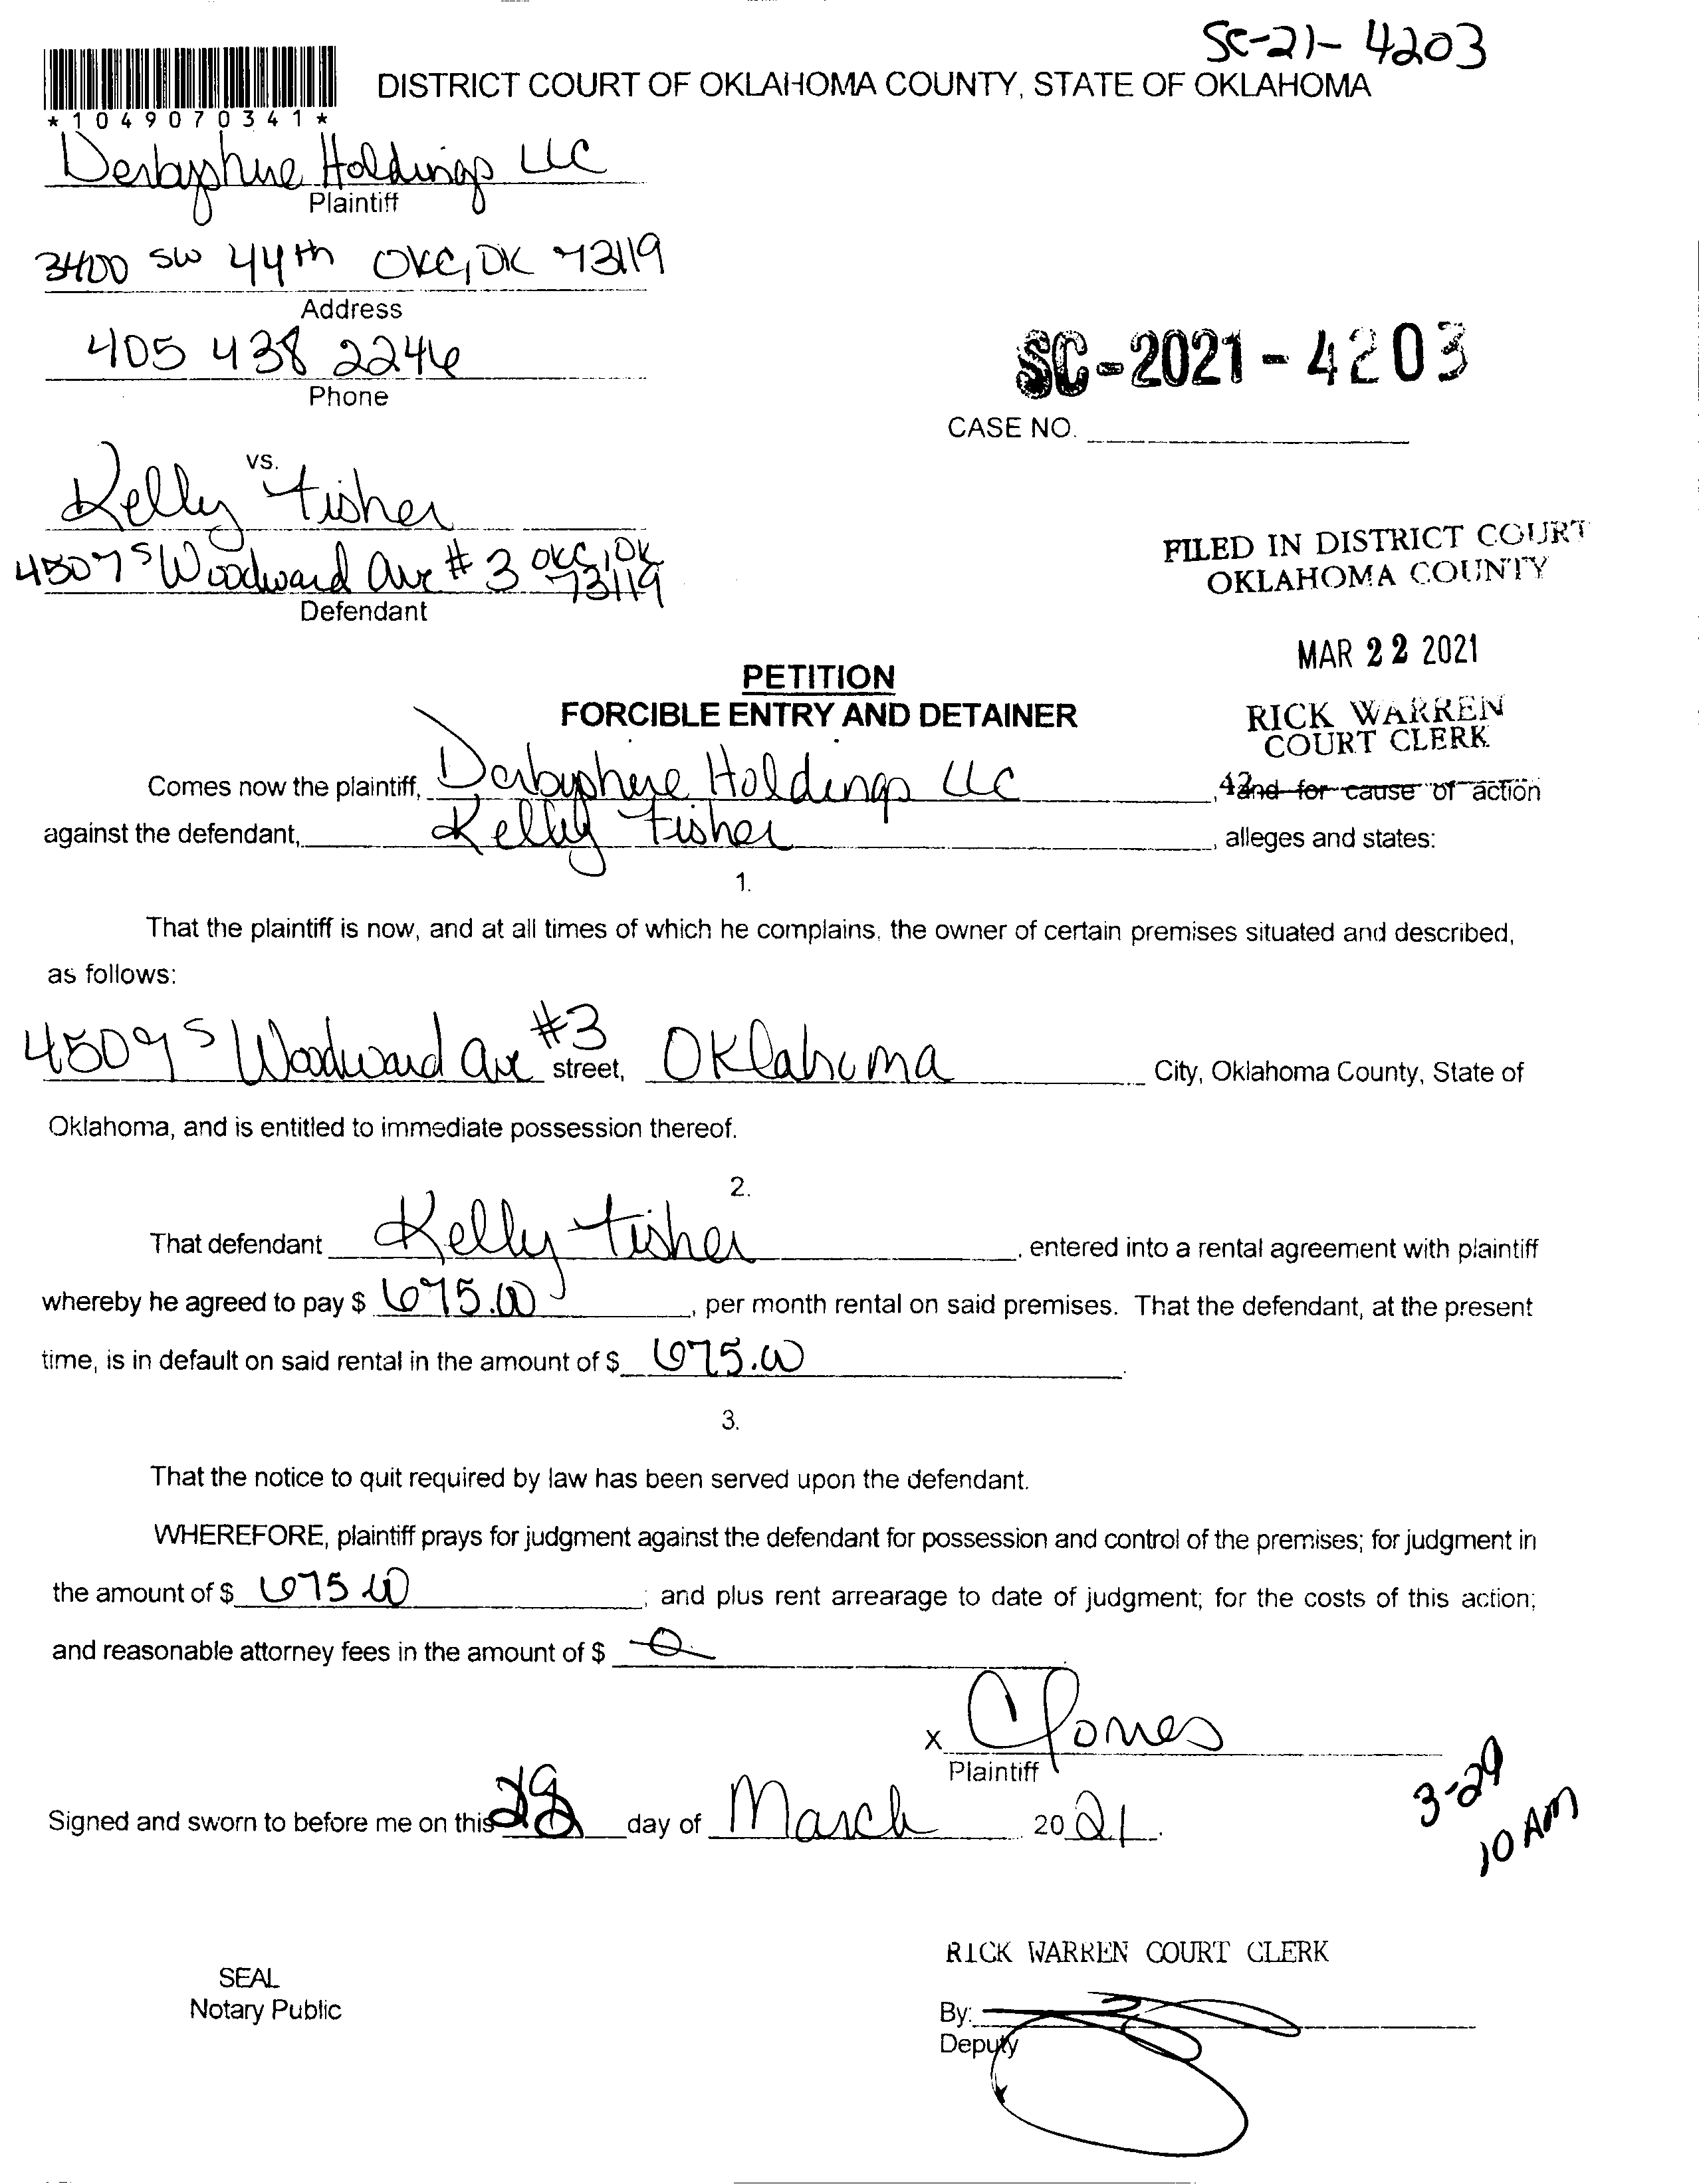 SC-21-4203
DISTRICT COURT OF OKLAHOMA COUNTY, STATE OF OKLAHOMA
*1049070341*
Derbyshire Holdings LLC
Plaintiff
3400 SW 44th OKC, OK 73119
Address
405 438 2246
Phone
SC-2021-4203
CASE NO.
vs.
Kelly Fisher
4507 S Woodward Ave #3 OKC, OK 73119
Defendant
FILED IN DISTRICT COURT
OKLAHOMA COUNTY
MAR 22 2021
RICK WARREN
COURT CLERK
PETITION
FORCIBLE ENTRY AND DETAINER
Comes now the plaintiff, Derbyshire Holdings LLC, and for cause of action
42
against the defendant, Kelly Fisher, alleges and states:
1.
That the plaintiff is now, and at all times of which he complains, the owner of certain premises situated and described,
as follows:
4507 S Woodward Ave #3 street, Oklahoma City, Oklahoma County, State of
Oklahoma, and is entitled to immediate possession thereof.
2.
That defendant Kelly Fisher, entered into a rental agreement with plaintiff
whereby he agreed to pay $ 675.00, per month rental on said premises. That the defendant, at the present
time, is in default on said rental in the amount of $ 675.00.
3.
That the notice to quit required by law has been served upon the defendant.
WHEREFORE, plaintiff prays for judgment against the defendant for possession and control of the premises; for judgment in
the amount of $ 675.00; and plus rent arrearage to date of judgment; for the costs of this action;
and reasonable attorney fees in the amount of $ 0.
x CJones
Plaintiff
Signed and sworn to before me on this day of March 2021.
3-29
10 AM
RICK WARREN COURT CLERK
SEAL
Notary Public
By:
Deputy